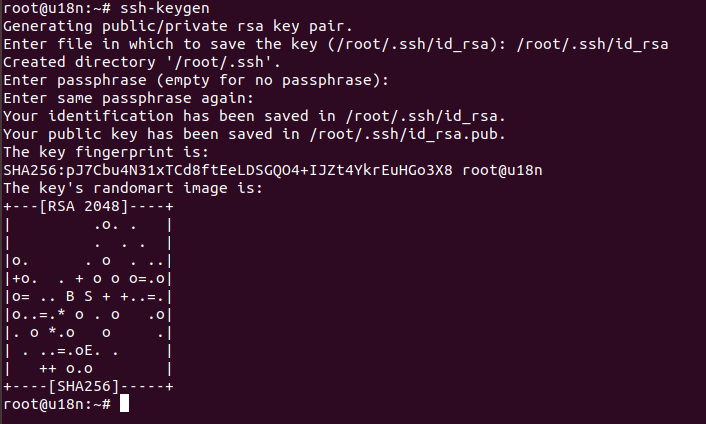 root@u18n:~# ssh-keygen
Generating public/private rsa key pair.
Enter file in which to save the key (/root/.ssh/id_rsa): /root/.ssh/id_rsa
Created directory '/root/.ssh'.
Enter passphrase (empty for no passphrase):
Enter same passphrase again:
Your identification has been saved in /root/.ssh/id_rsa.
Your public key has been saved in /root/.ssh/id_rsa.pub.
The key fingerprint is:
SHA256:pJ7Cbu4N31xTCd8ftEeLDSGQO4+IJZt4YkrEuHGo3X8 root@u18n
The key's randomart image is:
+---[RSA 2048]----+
|          .o. .   |
|          .  . .  |
|o.       . o  . ..|
|+o.  . + o o o=.o|
|o= .. B S + +..=.|
|o..=.* o . o   .o|
|. o *.o   o     .|
| . ..=.oE. .     |
|   ++ o.o        |
+----[SHA256]-----+
root@u18n:~#